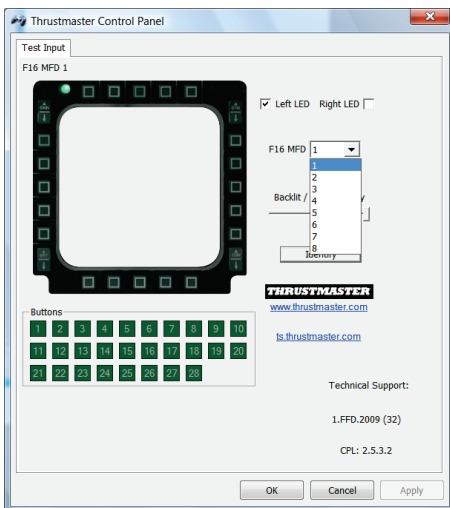 Thrustmaster Control Panel
Test Input
F16 MFD 1
Left LED Right LED
F16 MFD 1
1
2
3
4
5
6
7
8
Backlit /
Identify
THRUSTMASTER
www.thrustmaster.com
ts.thrustmaster.com
Buttons
1 2 3 4 5 6 7 8 9 10
11 12 13 14 15 16 17 18 19 20
21 22 23 24 25 26 27 28
Technical Support:
1.FFD.2009 (32)
CPL: 2.5.3.2
OK Cancel Apply